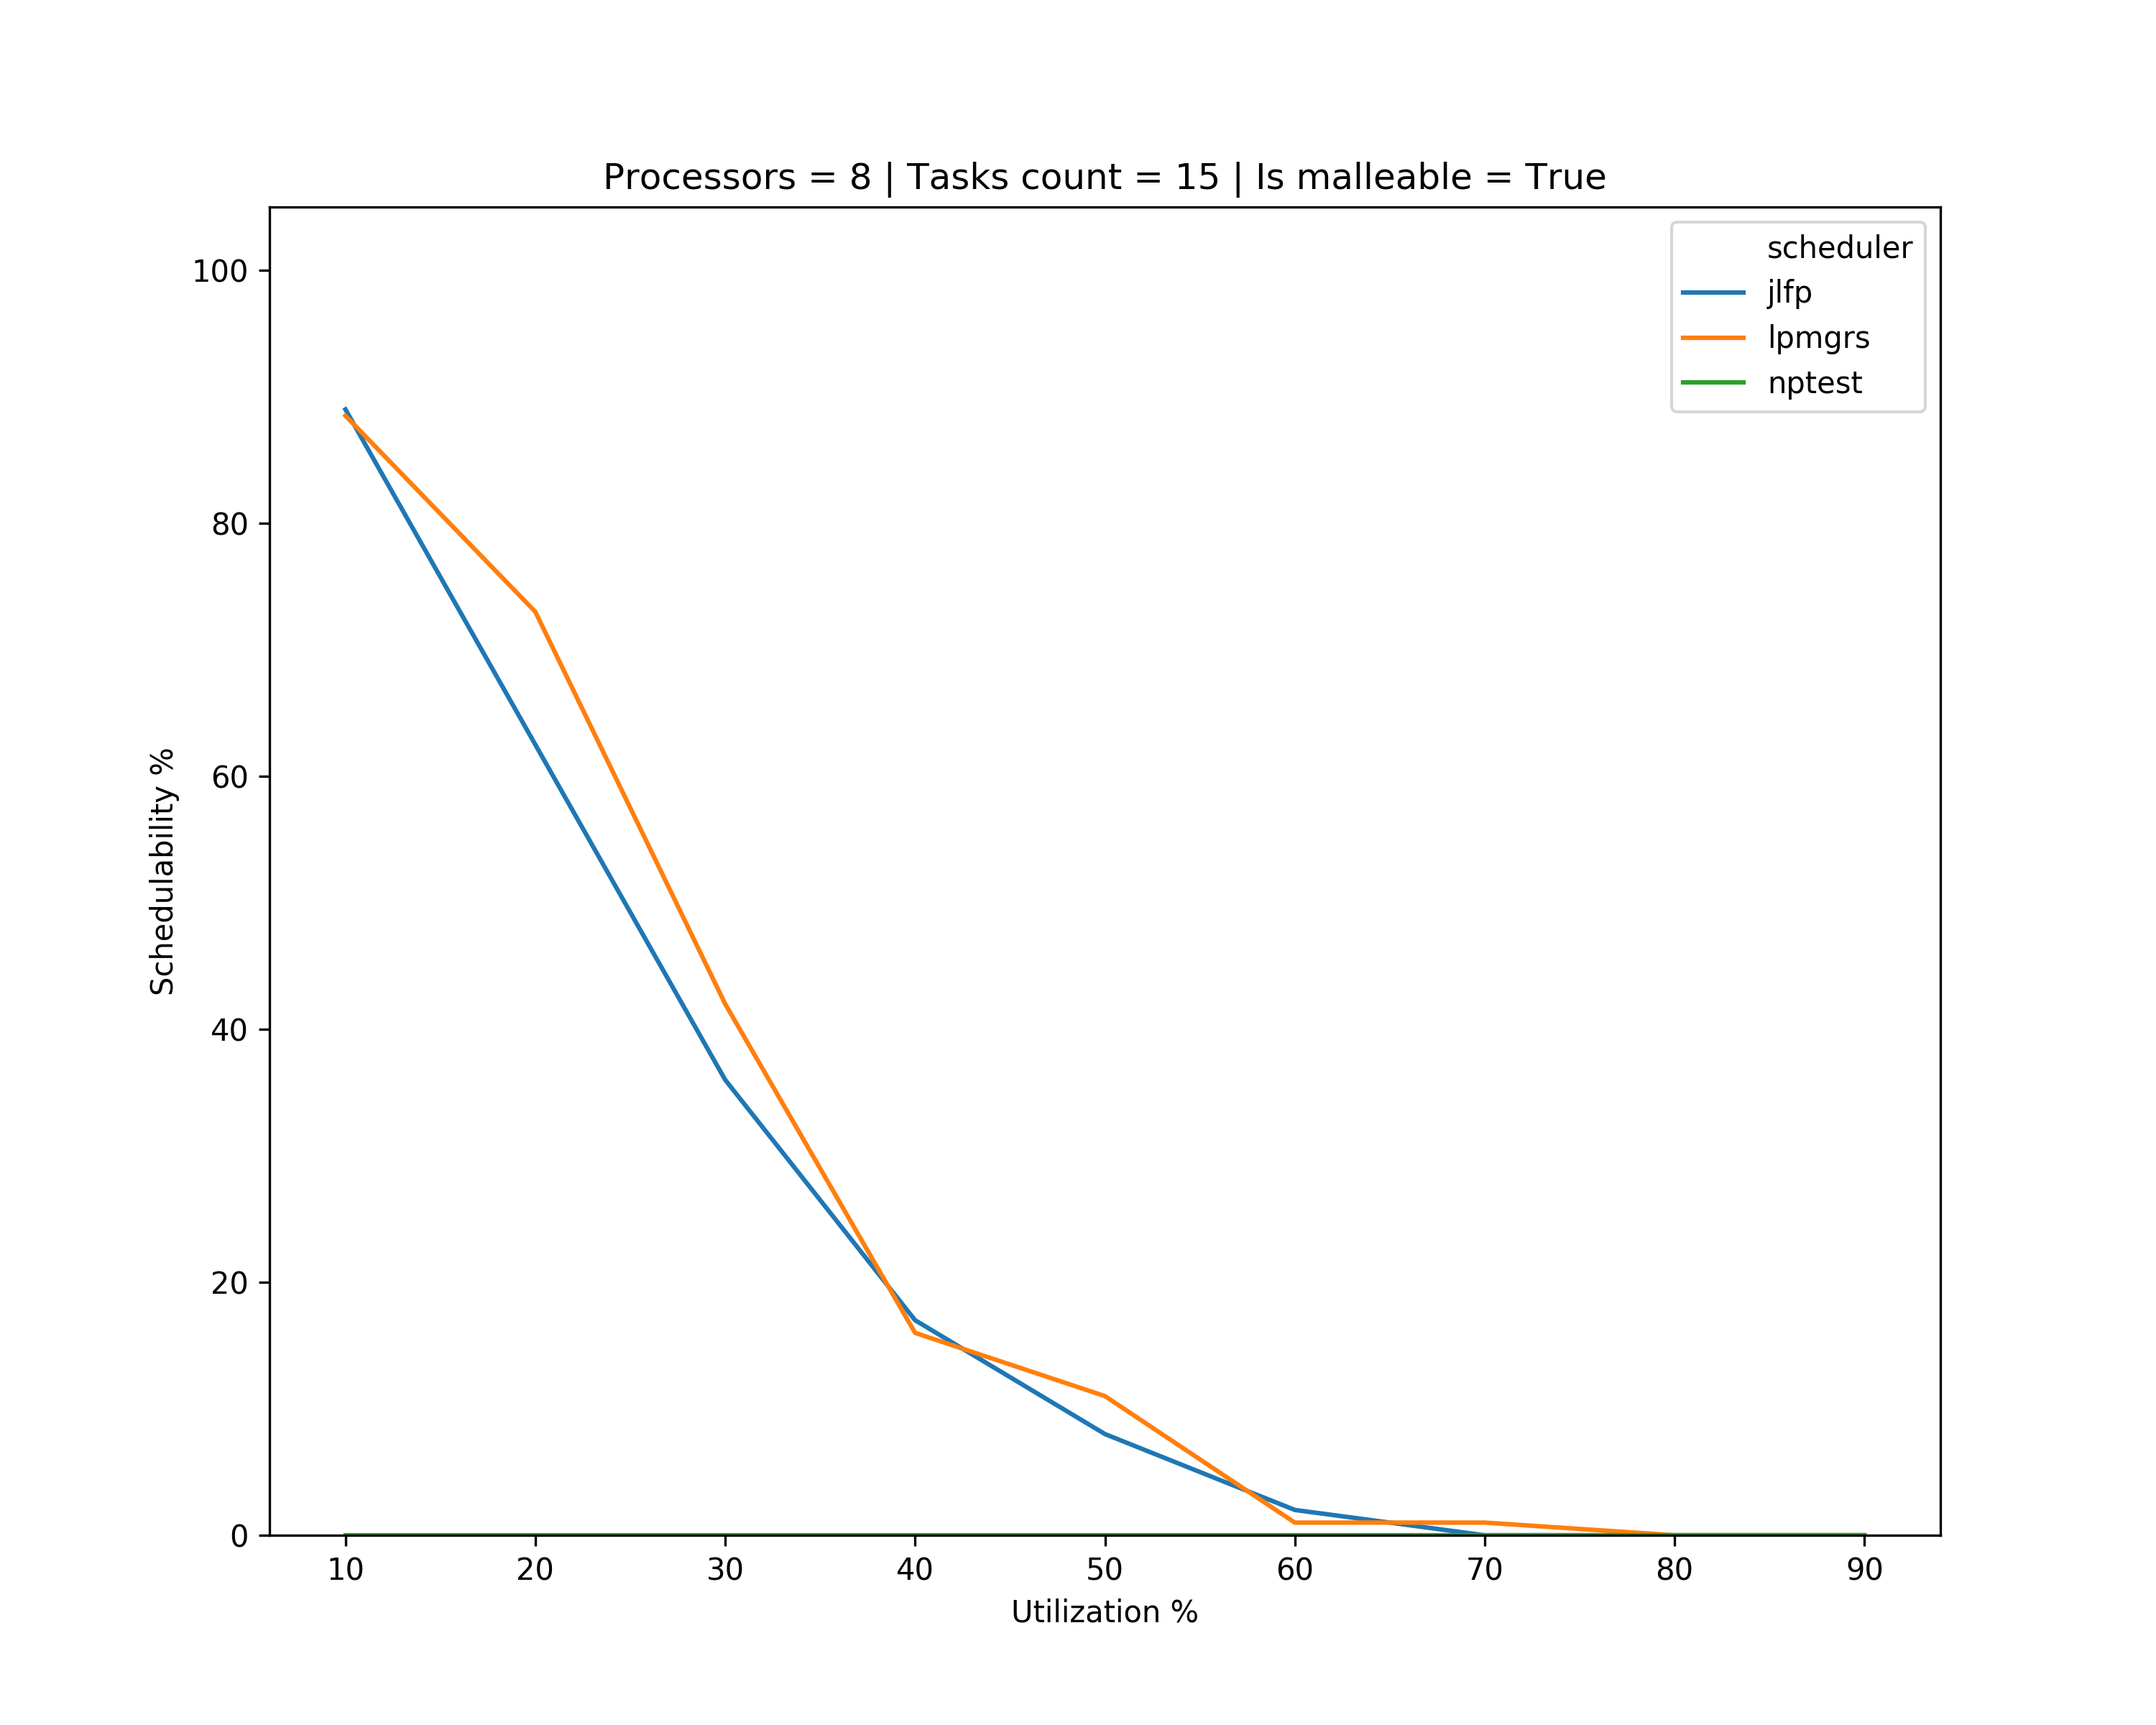 Processors = 8 | Tasks count = 15 | Is malleable = True
scheduler
jlfp
lpmgrs
nptest
100
80
60
40
20
0
Schedulability %
10 20 30 40 50 60 70 80 90
Utilization %